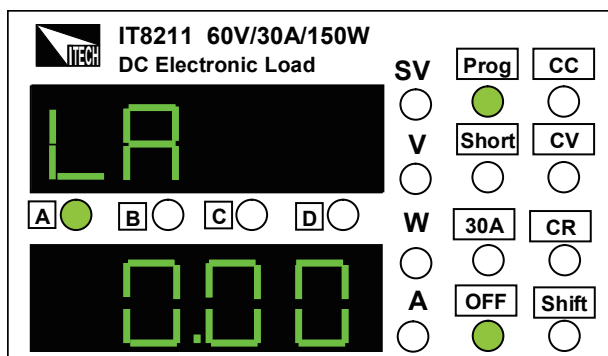 ITECH
IT8211 60V/30A/150W
DC Electronic Load
SV Prog CC
LA
V Short CV
A B C D
W 30A CR
0.00
A OFF Shift